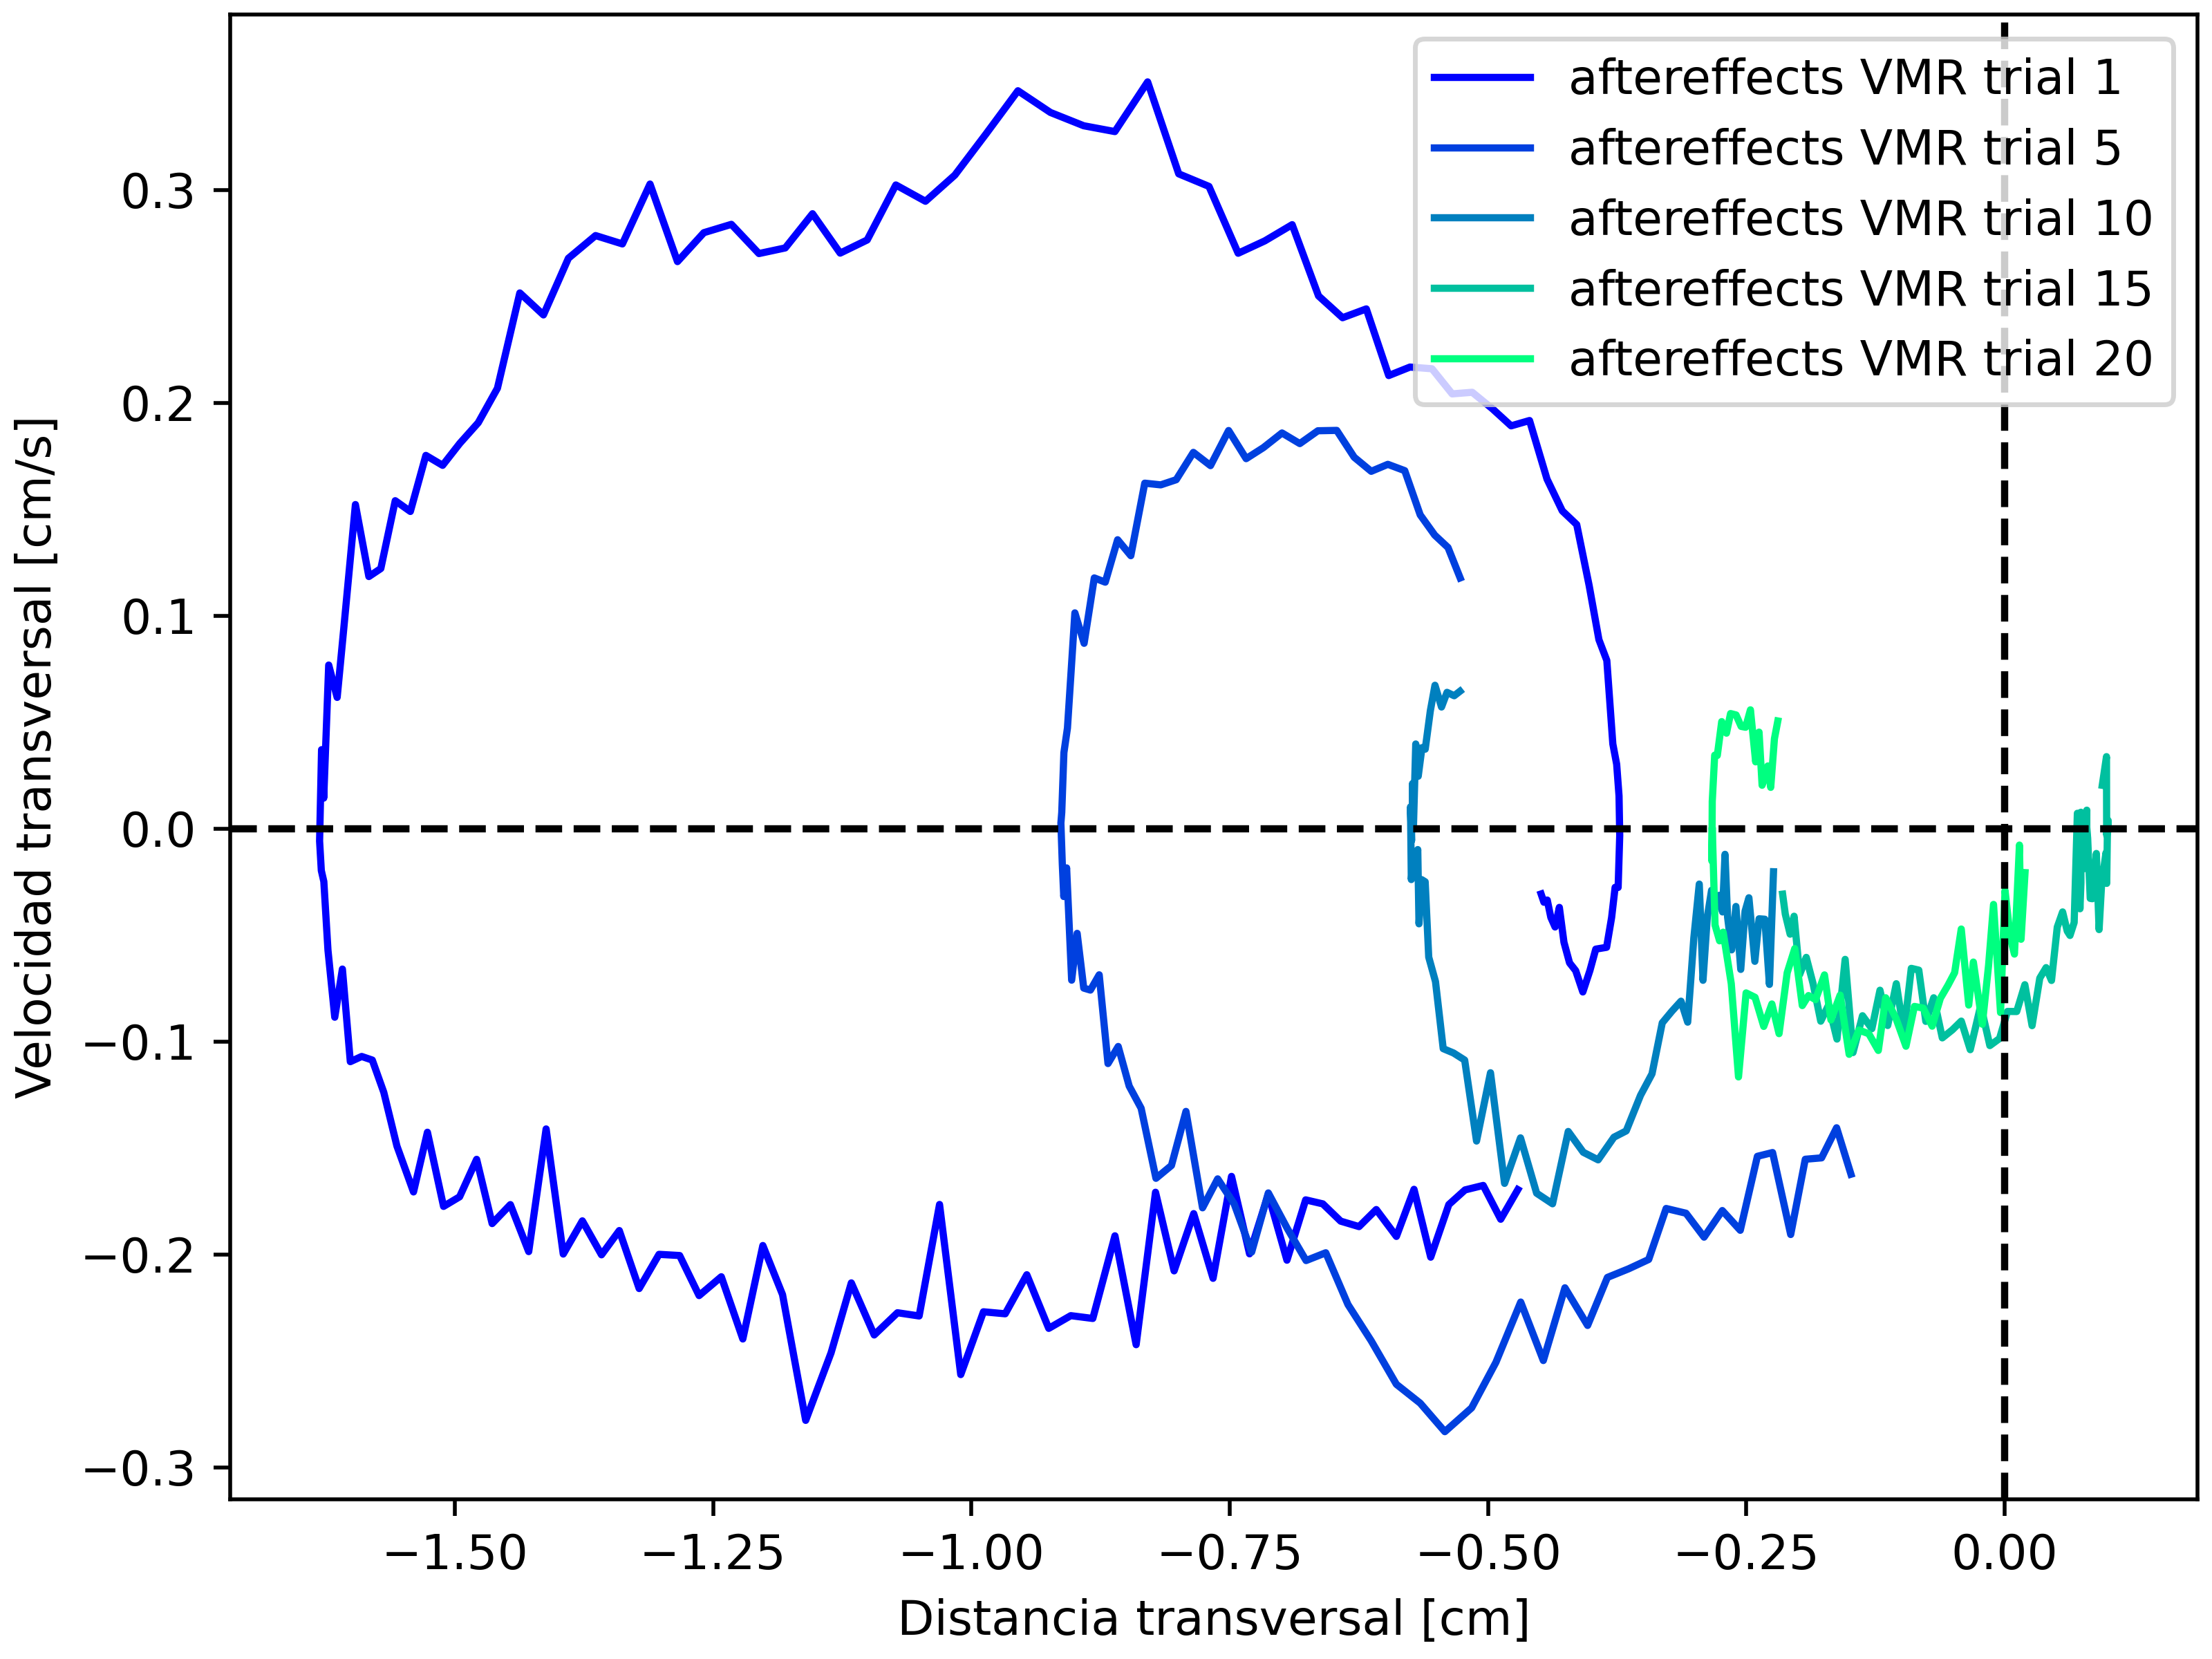 aftereffects VMR trial 1
aftereffects VMR trial 5
aftereffects VMR trial 10
aftereffects VMR trial 15
aftereffects VMR trial 20
0.3
0.2
0.1
0.0
−0.1
−0.2
−0.3
Velocidad transversal [cm/s]
−1.50 −1.25 −1.00 −0.75 −0.50 −0.25 0.00
Distancia transversal [cm]